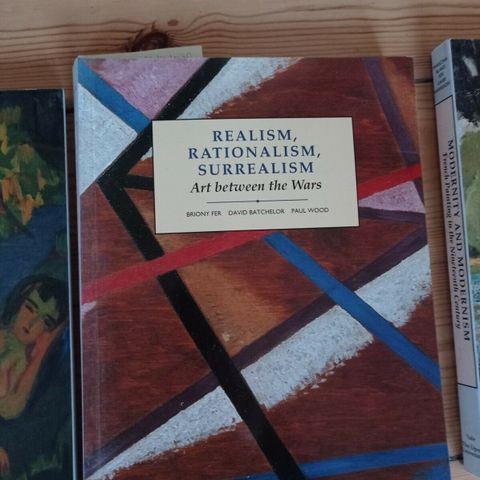 REALISM,
RATIONALISM,
SURREALISM
Art between the Wars
BRIONY FER DAVID BATCHELOR PAUL WOOD
MODERNITY AND MODERNISM
French Painting in the Nineteenth Century